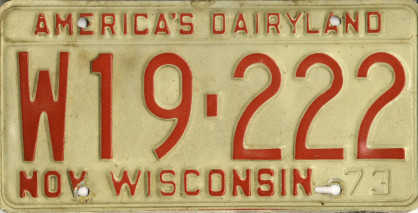 AMERICA'S DAIRYLAND
W19-222
NOV WISCONSIN 73